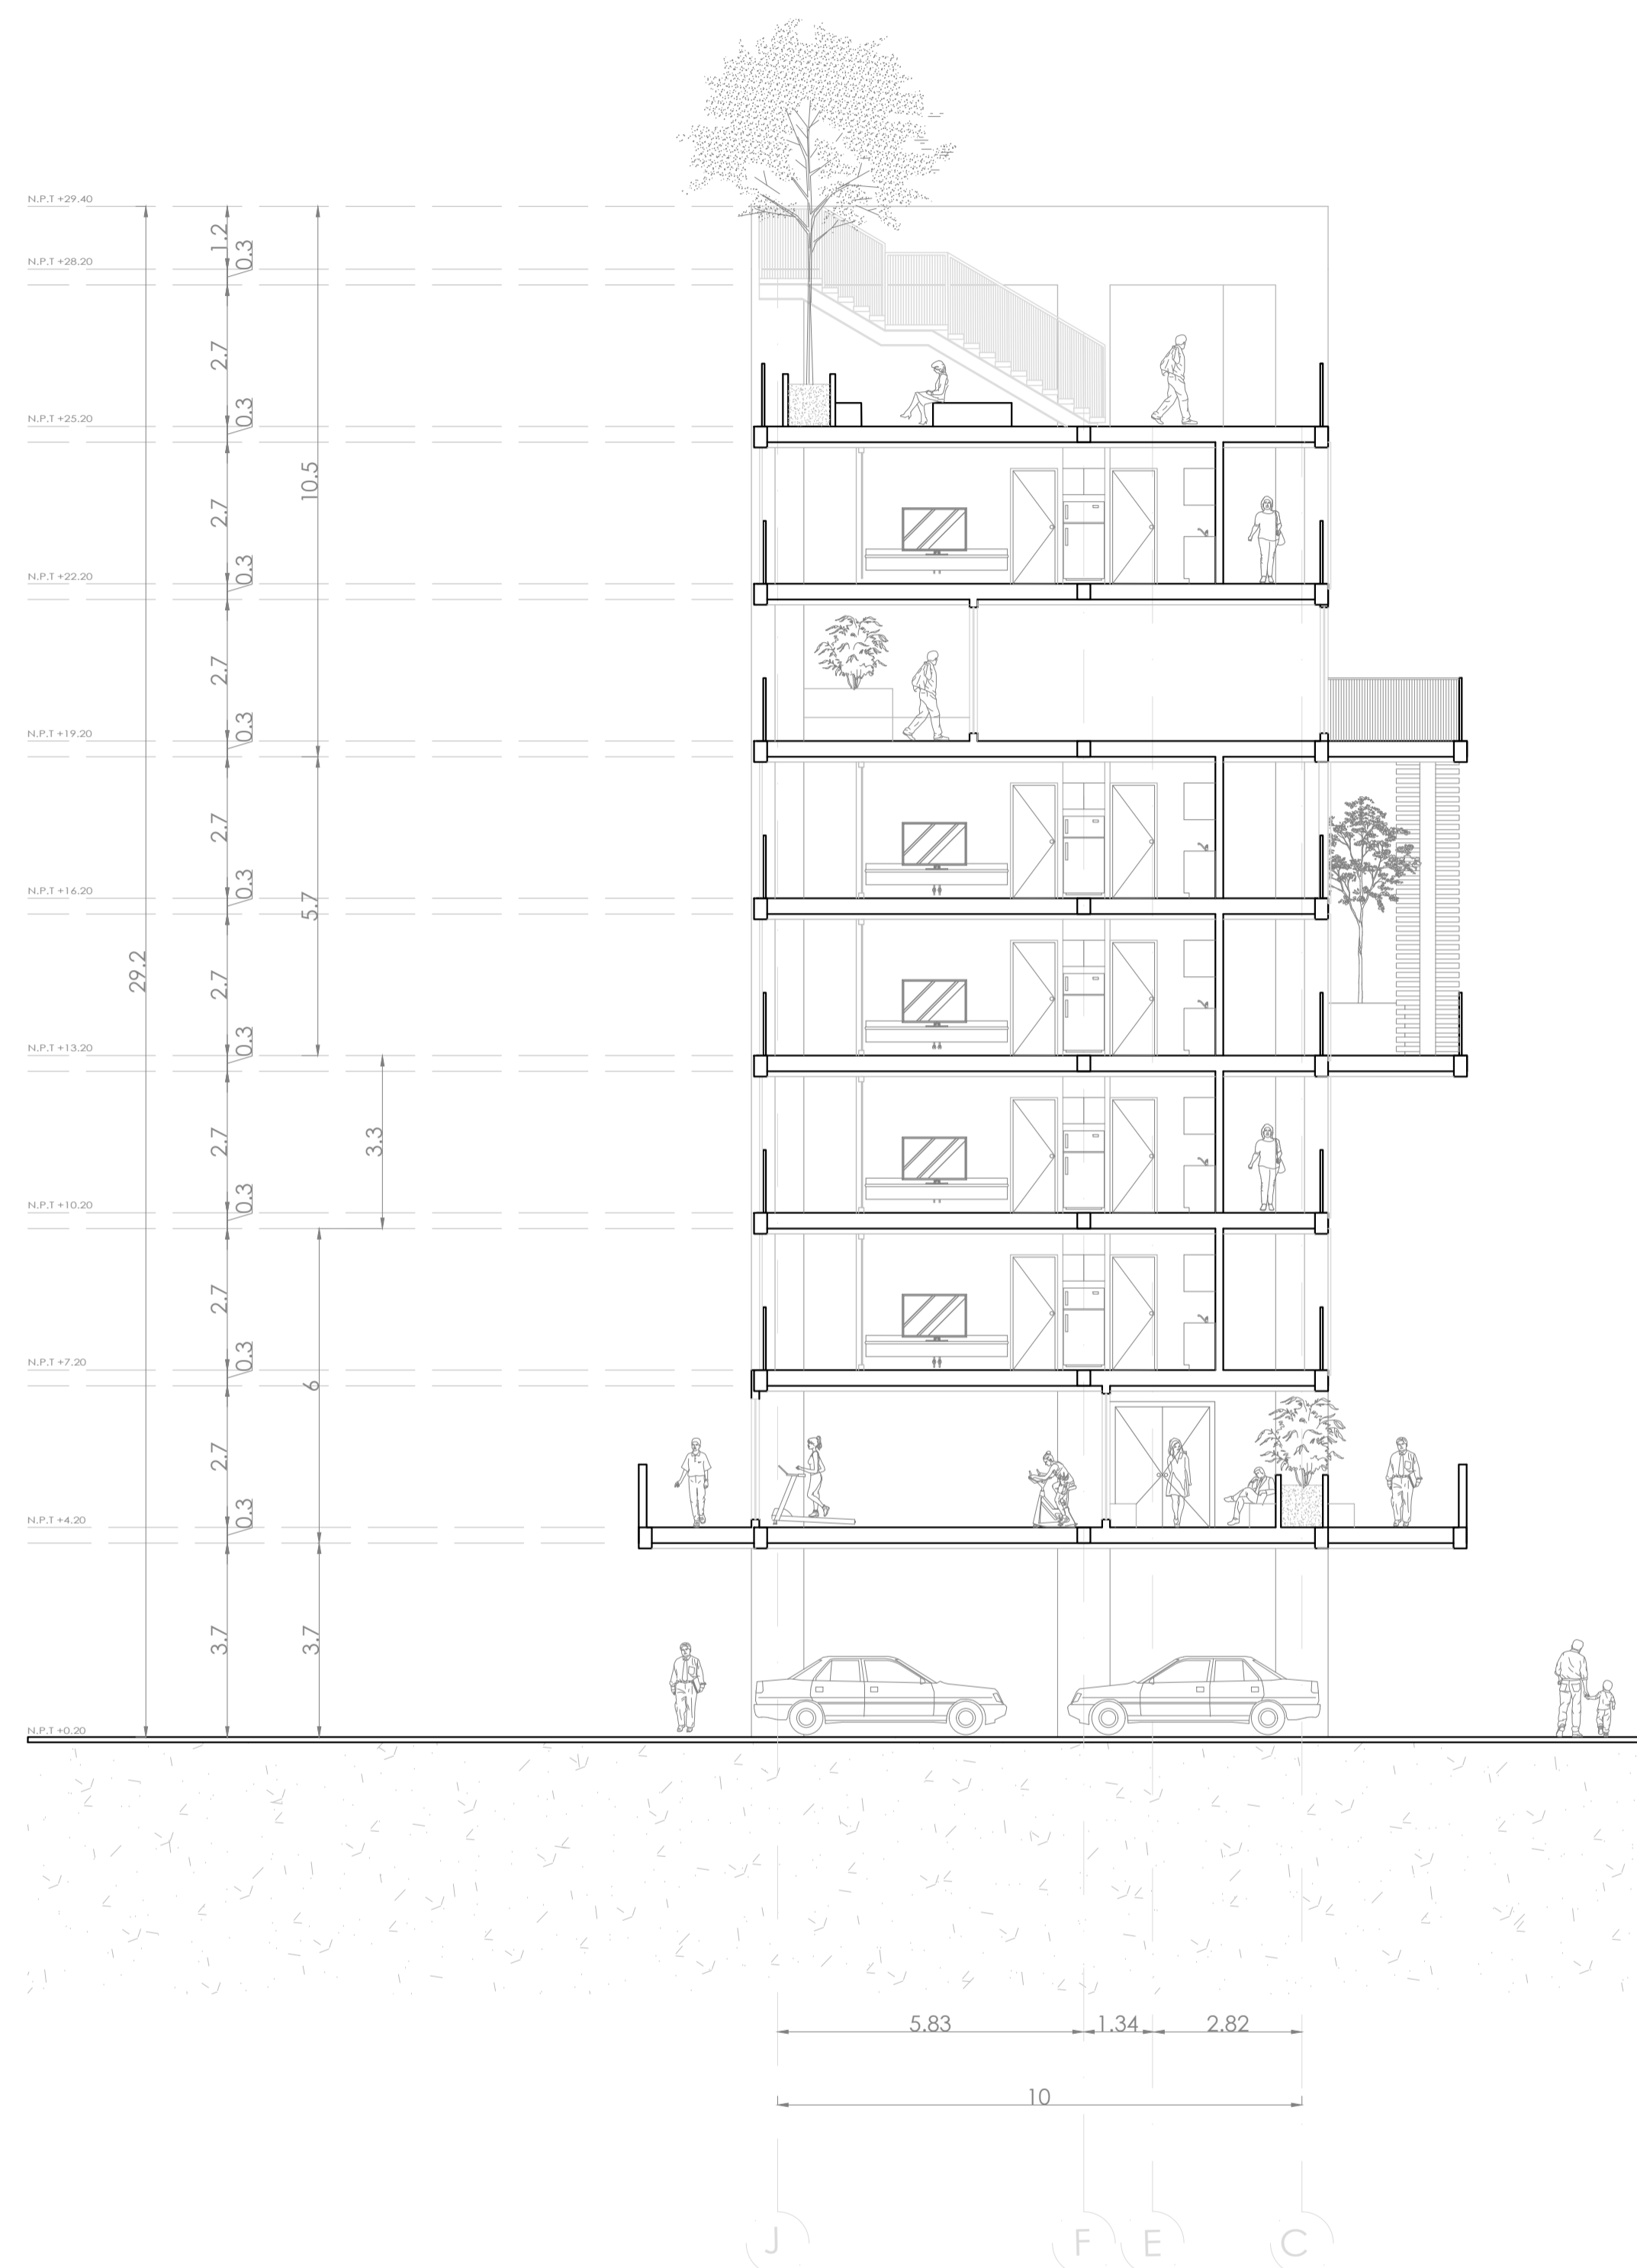 N.P.T +29.40
1.2
0.3
N.P.T +28.20
2.7
0.3
N.P.T +25.20
10.5
2.7
0.3
N.P.T +22.20
2.7
0.3
N.P.T +19.20
2.7
0.3
N.P.T +16.20
5.7
29.2
2.7
0.3
N.P.T +13.20
2.7
3.3
0.3
N.P.T +10.20
2.7
0.3
N.P.T +7.20
6
2.7
0.3
N.P.T +4.20
3.7
3.7
N.P.T +0.20
5.83
1.34
2.82
10
J
F
E
C